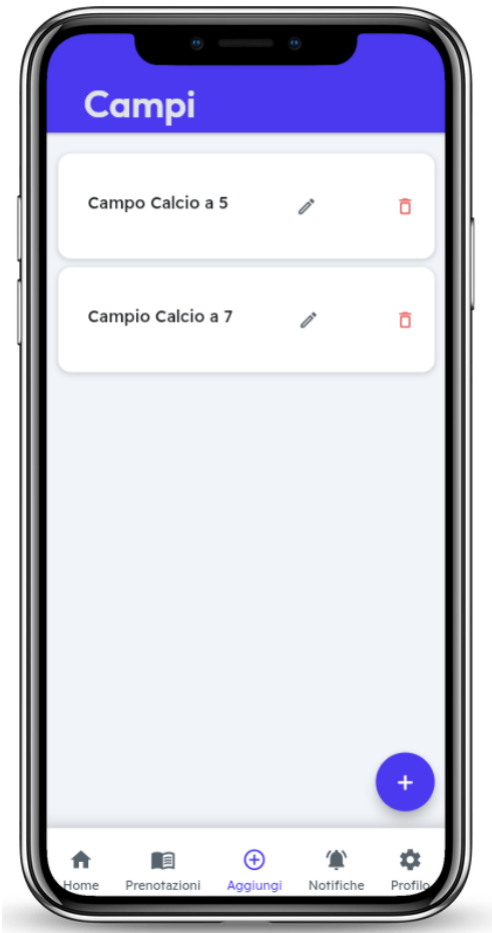 Campi
Campo Calcio a 5
Campio Calcio a 7
Home Prenotazioni Aggiungi Notifiche Profilo